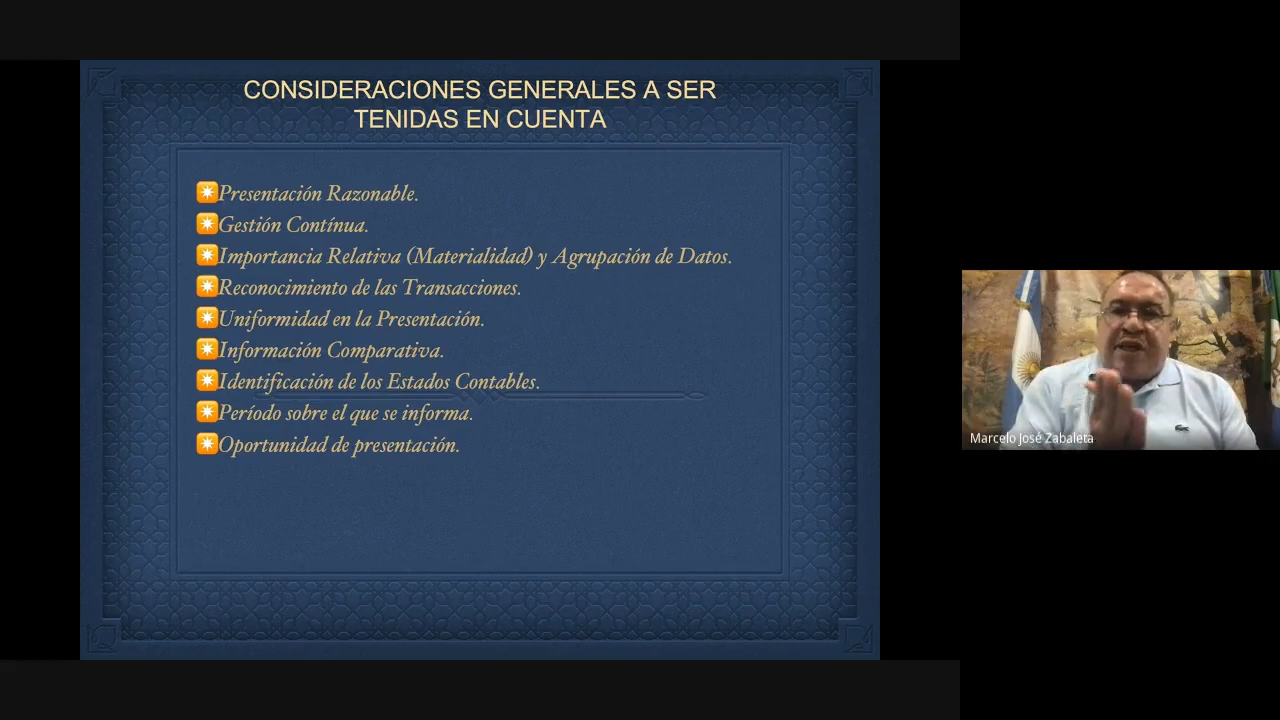 CONSIDERACIONES GENERALES A SER
TENIDAS EN CUENTA
Presentación Razonable.
Gestión Contínua.
Importancia Relativa (Materialidad) y Agrupación de Datos.
Reconocimiento de las Transacciones.
Uniformidad en la Presentación.
Información Comparativa.
Identificación de los Estados Contables.
Período sobre el que se informa.
Oportunidad de presentación.
Marcelo José Zabaleta